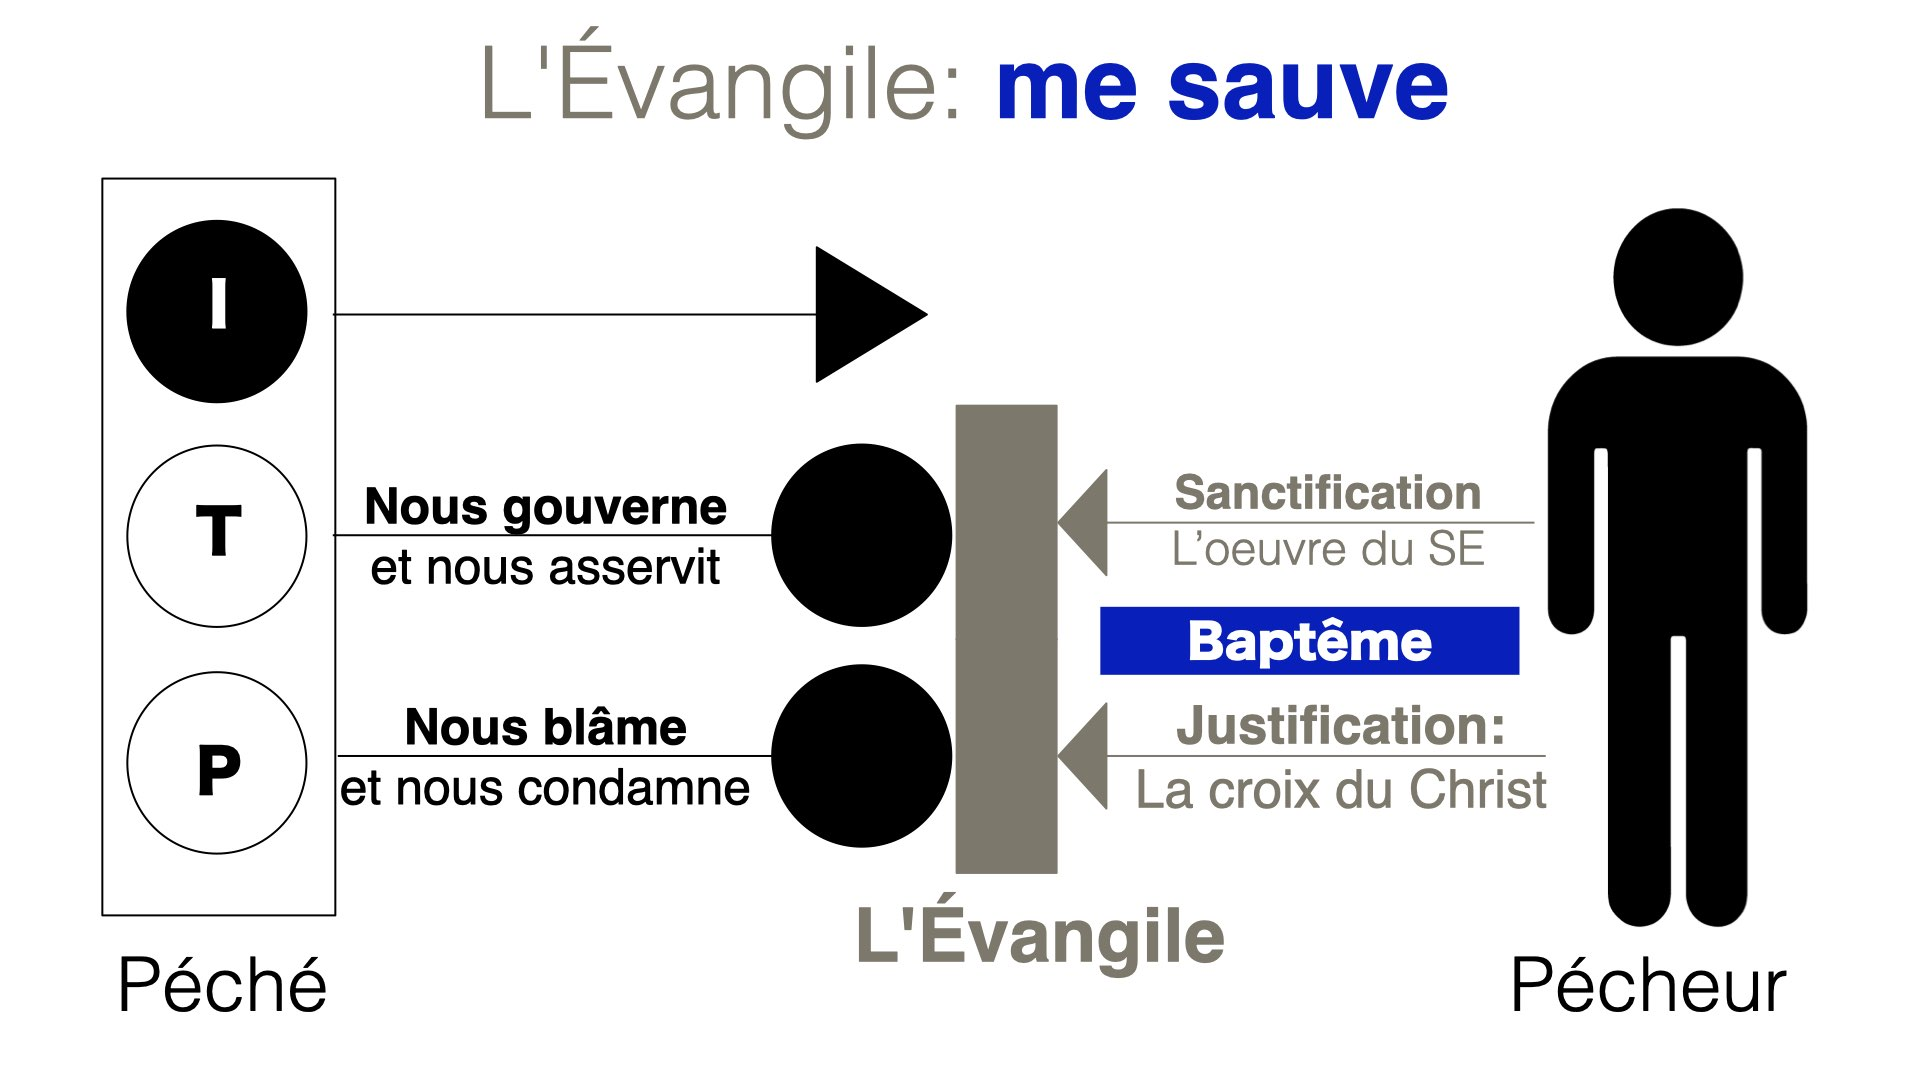 L'Évangile: me sauve
I
T
Nous gouverne
et nous asservit
P
Nous blâme
et nous condamne
Sanctification
L’oeuvre du SE
Baptême
Justification:
La croix du Christ
L'Évangile
Péché
Pécheur